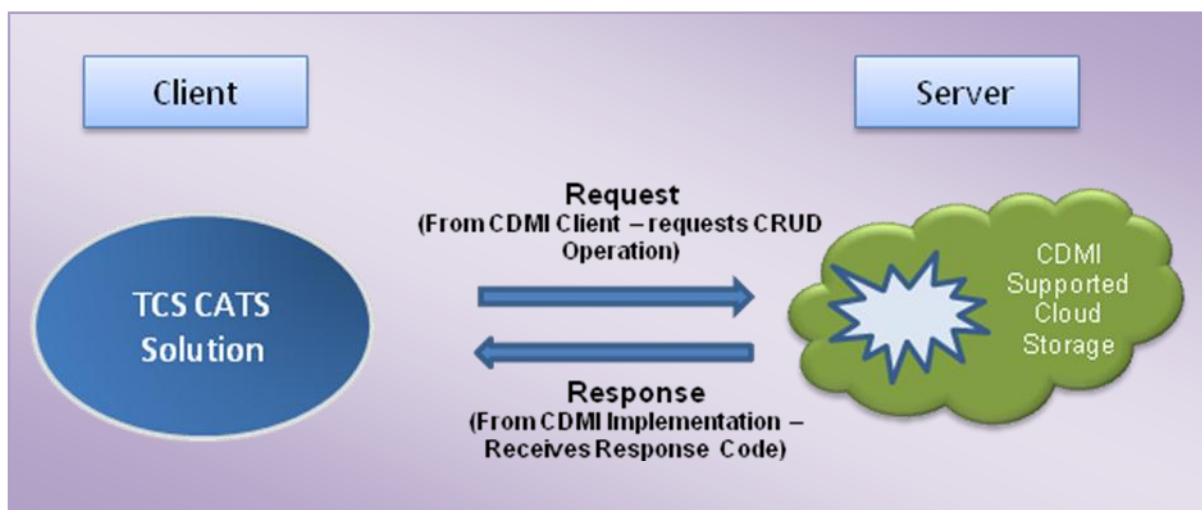 Client
Server
Request
(From CDMI Client – requests CRUD
Operation)
TCS CATS
Solution
CDMI
Supported
Cloud
Storage
Response
(From CDMI Implementation –
Receives Response Code)